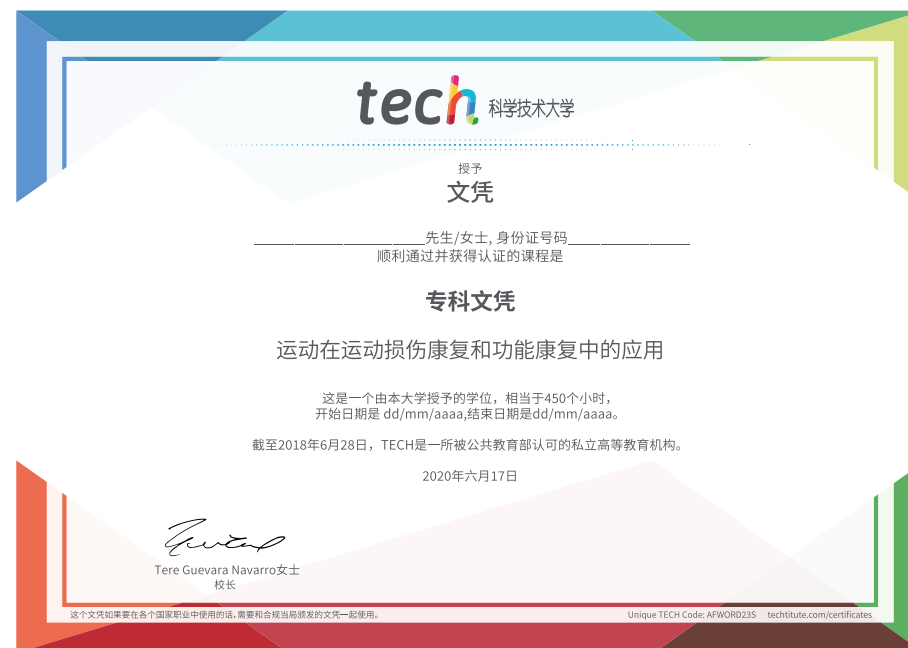 tech 科学技术大学
授予
文凭
先生/女士, 身份证号码
顺利通过并获得认证的课程是
专科文凭
运动在运动损伤康复和功能康复中的应用
这是一个由本大学授予的学位，相当于450个小时，
开始日期是 dd/mm/aaaa,结束日期是dd/mm/aaaa。
截至2018年6月28日，TECH是一所被公共教育部认可的私立高等教育机构。
2020年六月17日
Tere Guevara Navarro女士
校长
这个文凭如果要在各个国家职业中使用的话,需要和合规当局颁发的文凭一起使用。
Unique TECH Code: AFWORD23S techtitute.com/certificates